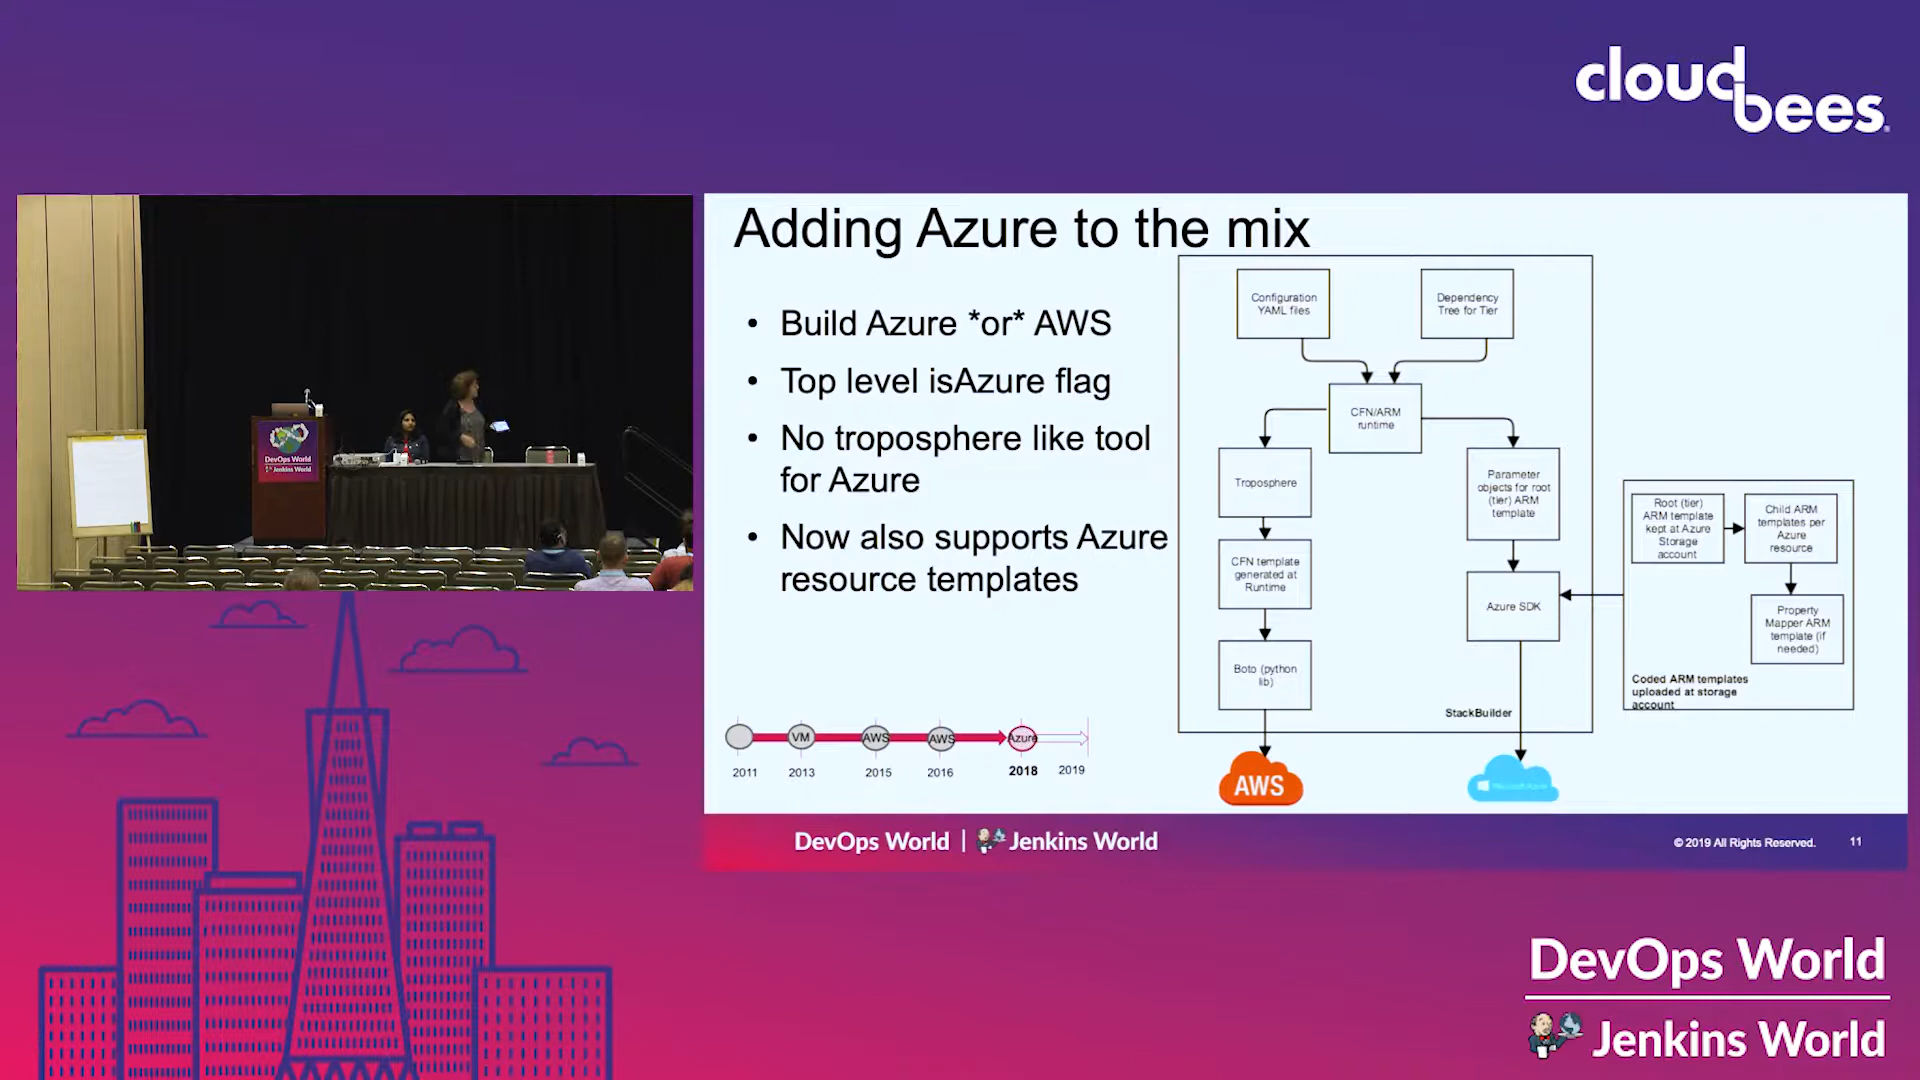 cloudbees
Adding Azure to the mix
• Build Azure *or* AWS
• Top level isAzure flag
• No troposphere like tool
for Azure
• Now also supports Azure
resource templates
Configuration
YAML files
Dependency
Tree for Tier
CFN/ARM
runtime
Troposphere
Parameter
objects for root
(tier) ARM
template
CFN template
generated at
Runtime
Azure SDK
Boto (python
lib)
StackBuilder
Root (tier)
ARM template
kept at Azure
Storage
account
Child ARM
templates per
Azure
resource
Property
Mapper ARM
template (if
needed)
Coded ARM templates
uploaded at storage
account
AWS
VM
AWS
AWS
Azure
2011
2013
2015
2016
2018
2019
DevOps World | Jenkins World
© 2019 All Rights Reserved.
11
DevOps World
Jenkins World
DevOps World
Jenkins World